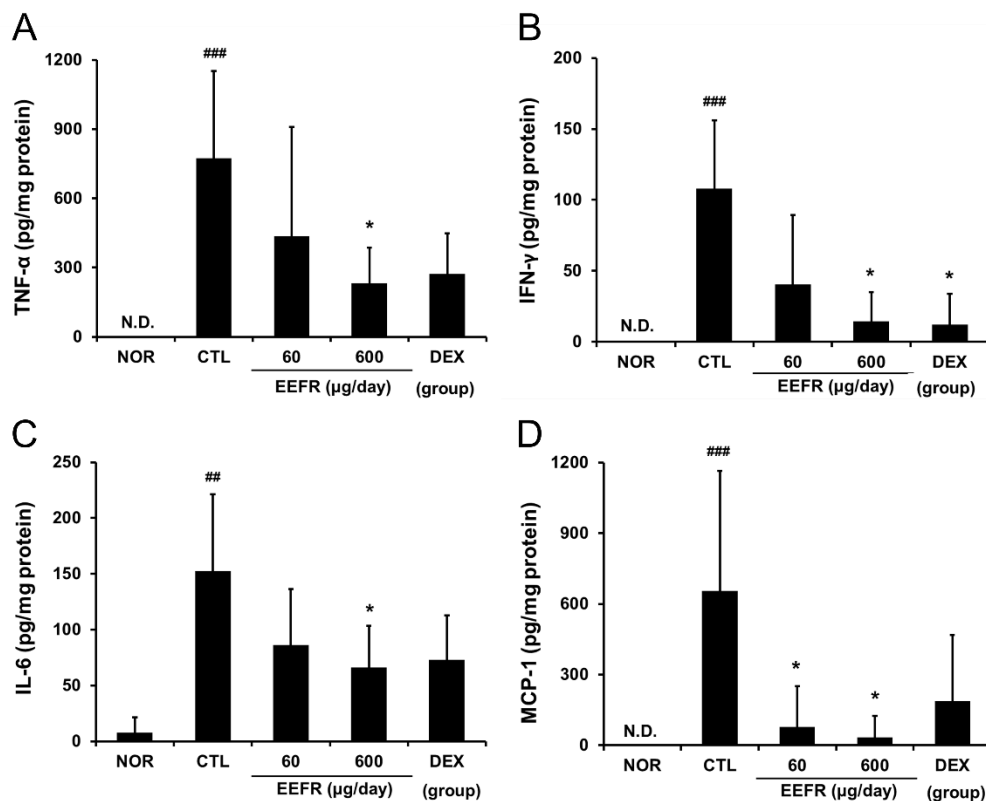 A
TNF-α (pg/mg protein)
1200
900
600
300
0
###
*
N.D.
NOR CTL 60 600 DEX
EEFR (μg/day) (group)
B
IFN-γ (pg/mg protein)
200
150
100
50
0
###
* *
N.D.
NOR CTL 60 600 DEX
EEFR (μg/day) (group)
C
IL-6 (pg/mg protein)
250
200
150
100
50
0
##
*
NOR CTL 60 600 DEX
EEFR (μg/day) (group)
D
MCP-1 (pg/mg protein)
1200
900
600
300
0
###
* *
N.D.
NOR CTL 60 600 DEX
EEFR (μg/day) (group)